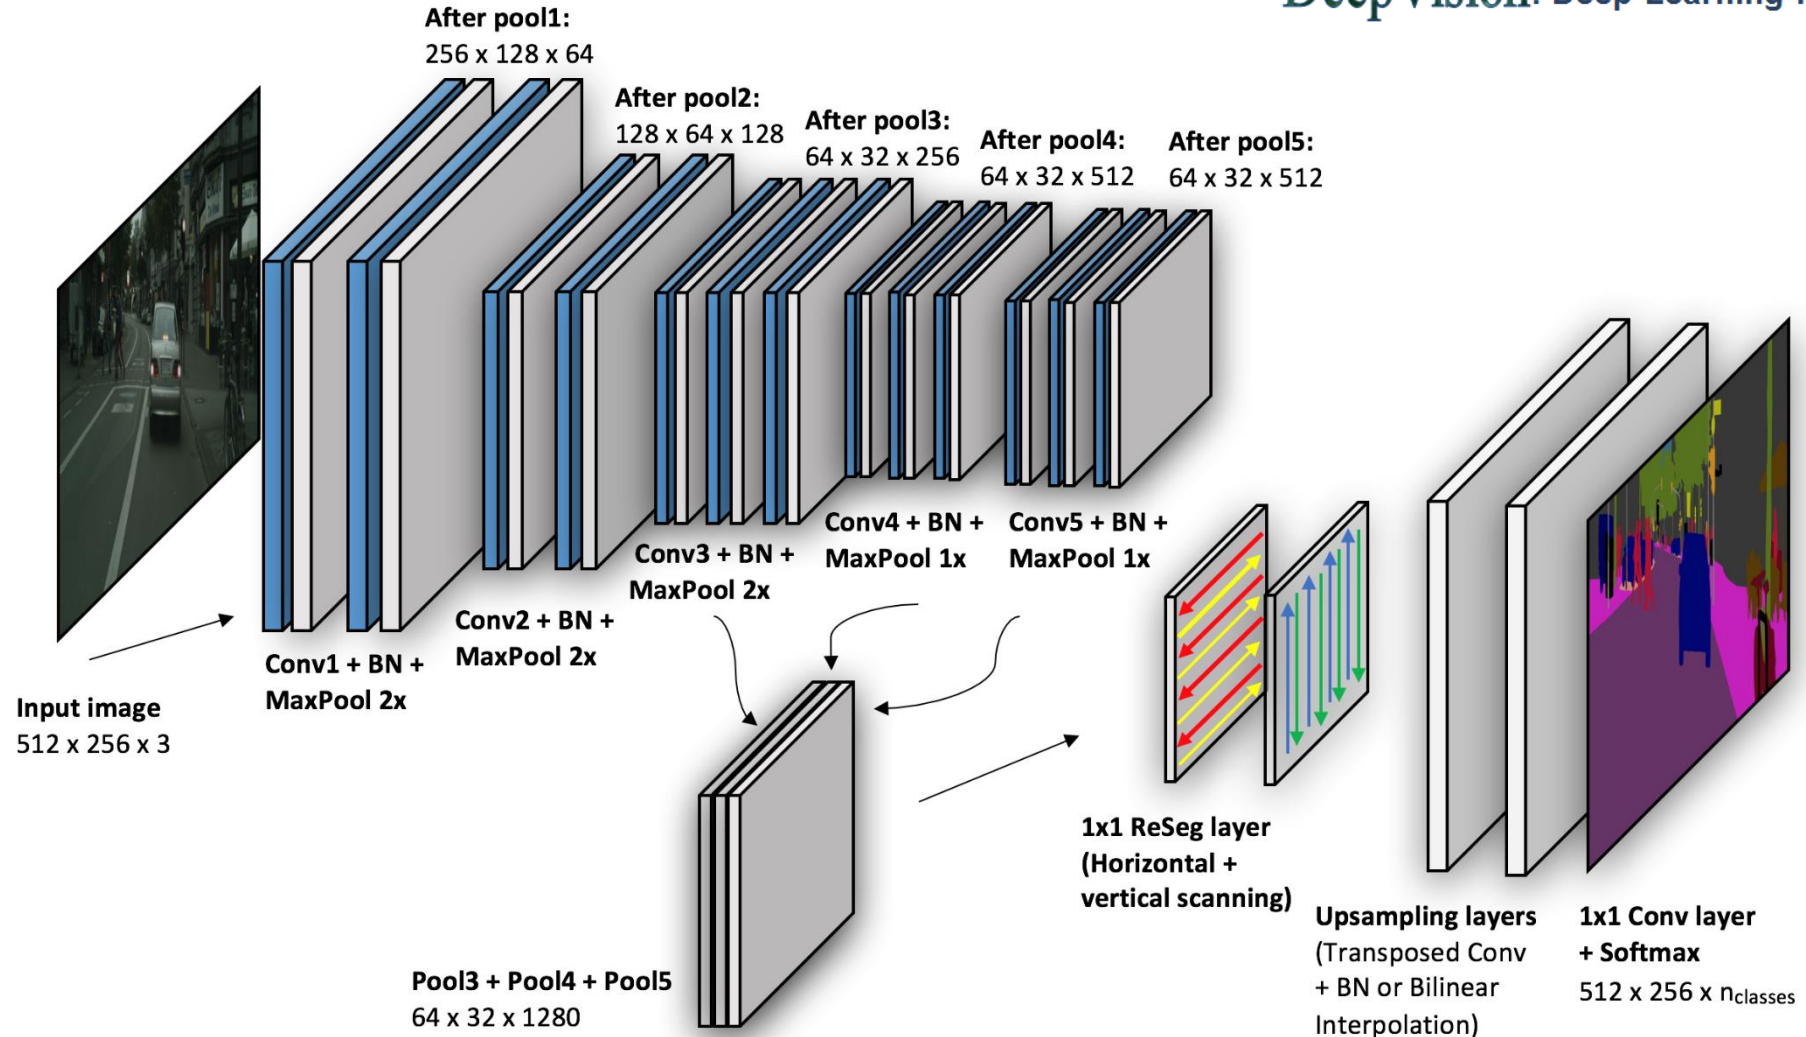 DeepVision: Deep Learning
After pool1:
256 x 128 x 64
After pool2:
128 x 64 x 128
After pool3:
64 x 32 x 256
After pool4:
64 x 32 x 512
After pool5:
64 x 32 x 512
Conv4 + BN +
MaxPool 1x
Conv5 + BN +
MaxPool 1x
Conv3 + BN +
MaxPool 2x
Conv2 + BN +
MaxPool 2x
Conv1 + BN +
MaxPool 2x
Input image
512 x 256 x 3
1x1 ReSeg layer
(Horizontal +
vertical scanning)
Upsampling layers
(Transposed Conv
+ BN or Bilinear
Interpolation)
1x1 Conv layer
+ Softmax
512 x 256 x nclasses
Pool3 + Pool4 + Pool5
64 x 32 x 1280